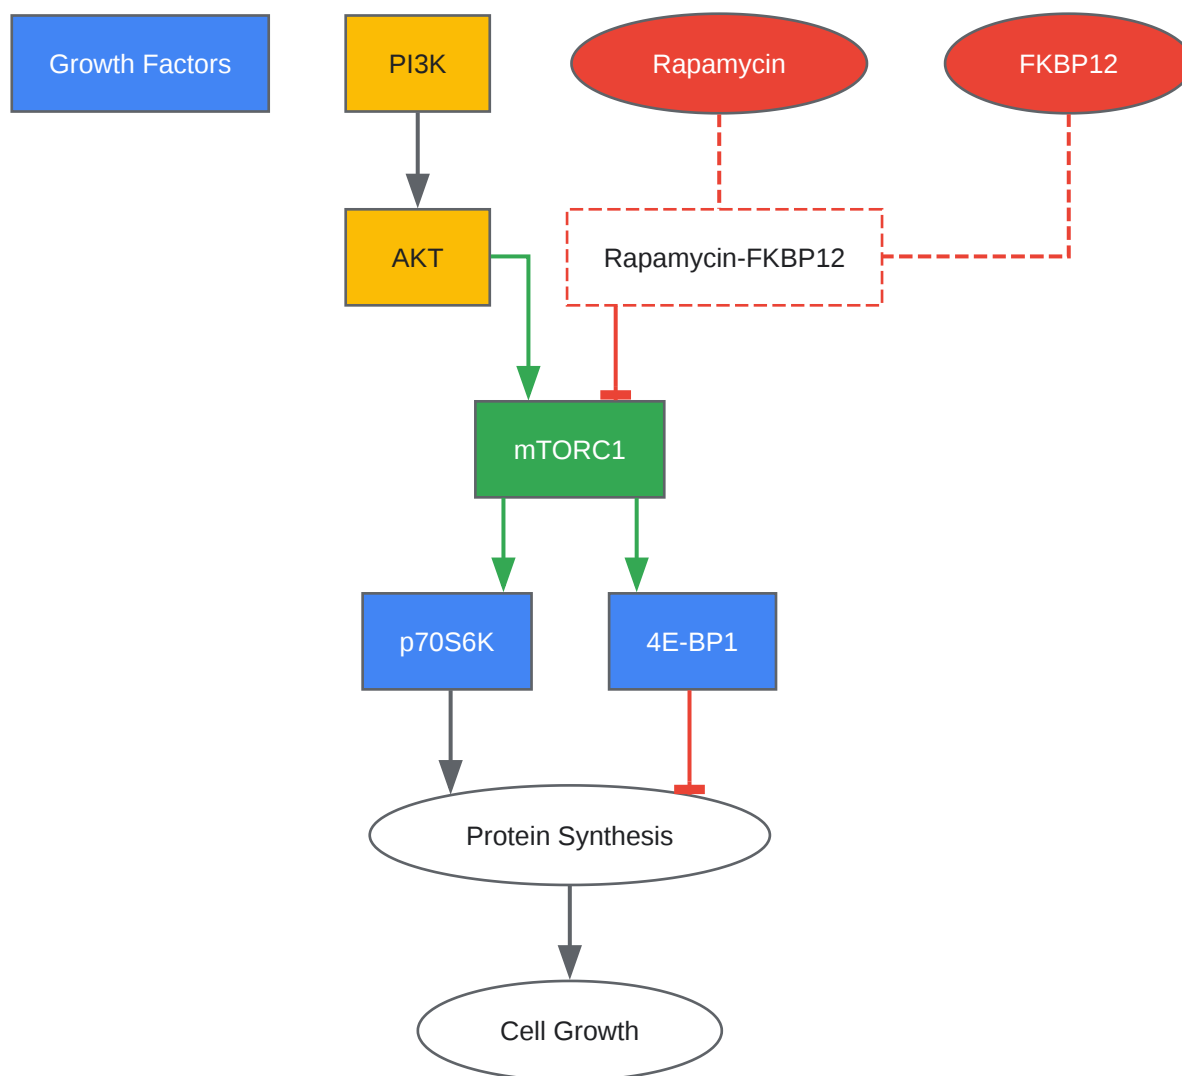 Growth Factors
PI3K
Rapamycin
FKBP12
AKT
Rapamycin-FKBP12
mTORC1
p70S6K
4E-BP1
Protein Synthesis
Cell Growth